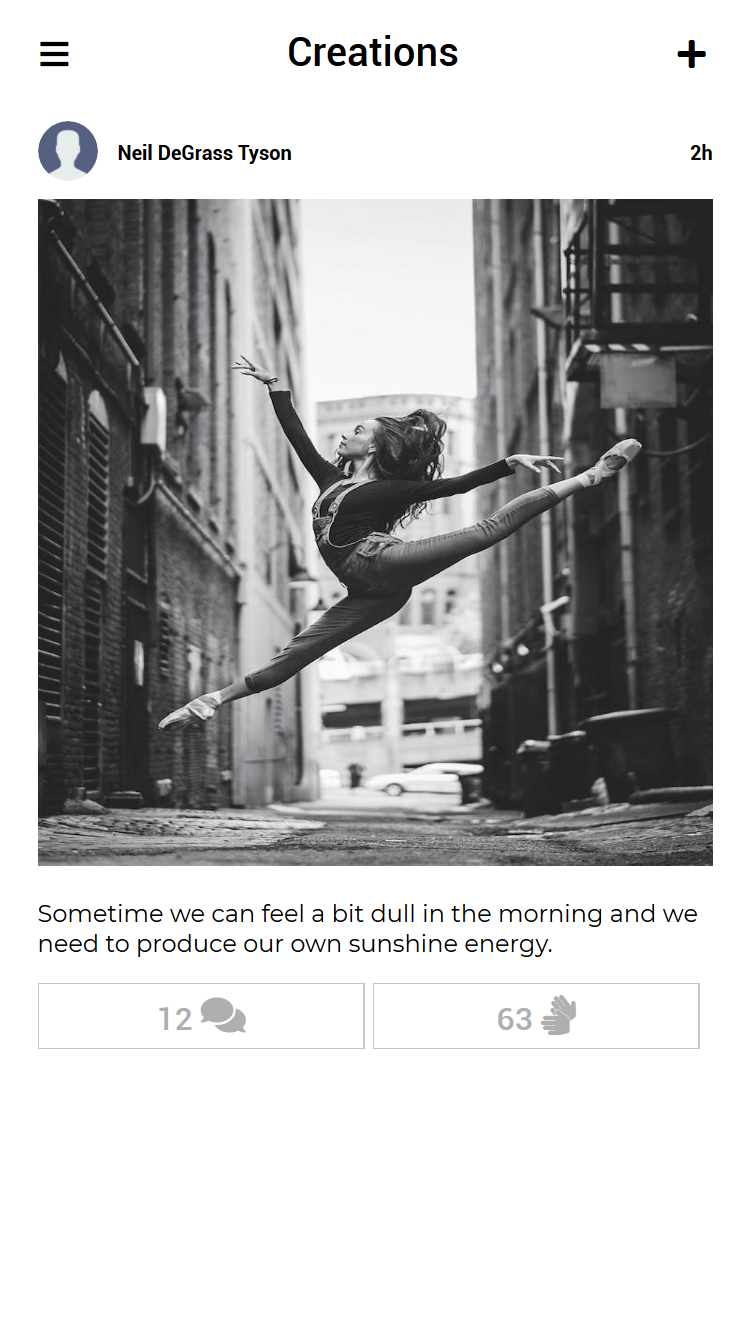 Creations
Neil DeGrass Tyson
2h
Sometime we can feel a bit dull in the morning and we
need to produce our own sunshine energy.
12
63